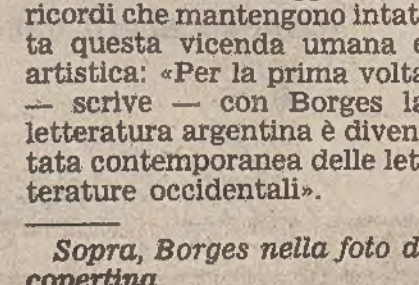 ricordi che mantengono intat-
ta questa vicenda umana e
artistica: «Per la prima volta
— scrive — con Borges la
letteratura argentina è diven-
tata contemporanea delle let-
terature occidentali».
Sopra, Borges nella foto d
copertina